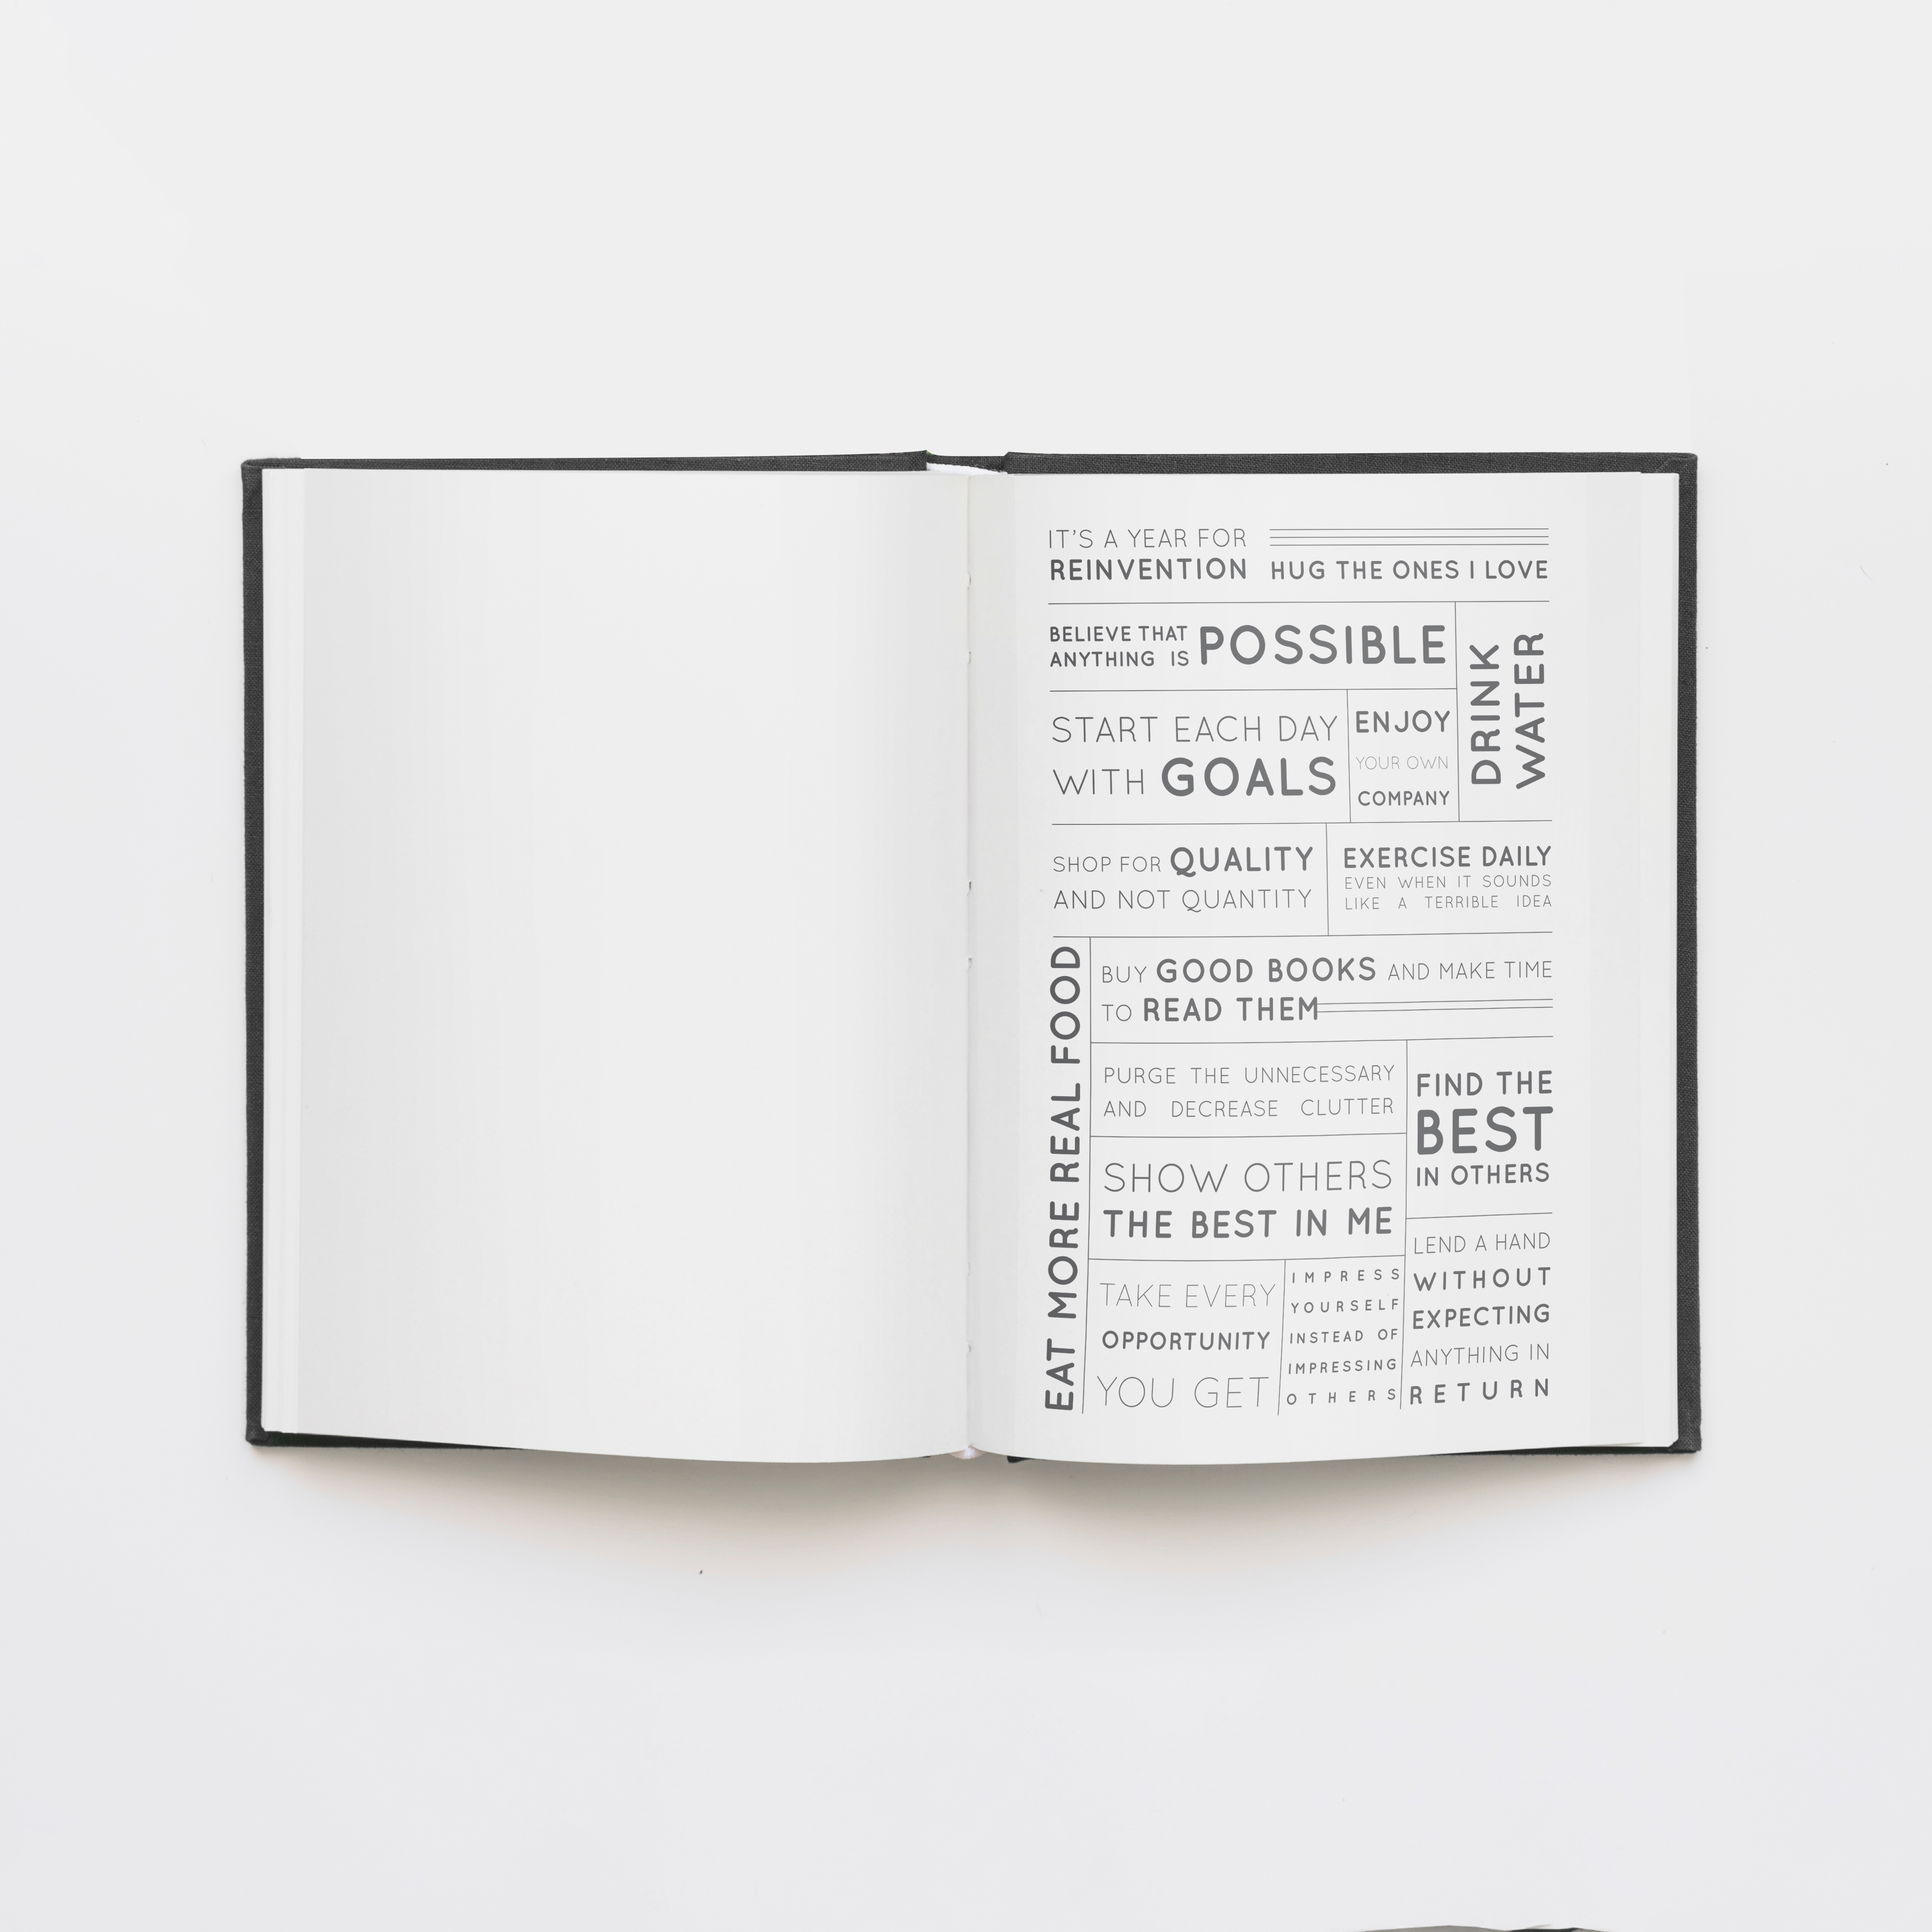 IT'S A YEAR FOR
REINVENTION
HUG THE ONES I LOVE
BELIEVE THAT
ANYTHING IS
POSSIBLE
DRINK
WATER
START EACH DAY
WITH GOALS
ENJOY
YOUR OWN
COMPANY
SHOP FOR QUALITY
AND NOT QUANTITY
EXERCISE DAILY
EVEN WHEN IT SOUNDS
LIKE A TERRIBLE IDEA
EAT MORE REAL FOOD
BUY GOOD BOOKS AND MAKE TIME
TO READ THEM
PURGE THE UNNECESSARY
AND DECREASE CLUTTER
FIND THE
BEST
IN OTHERS
SHOW OTHERS
THE BEST IN ME
TAKE EVERY
OPPORTUNITY
YOU GET
IMPRESS
YOURSELF
INSTEAD OF
IMPRESSING
OTHERS
LEND A HAND
WITHOUT
EXPECTING
ANYTHING IN
RETURN